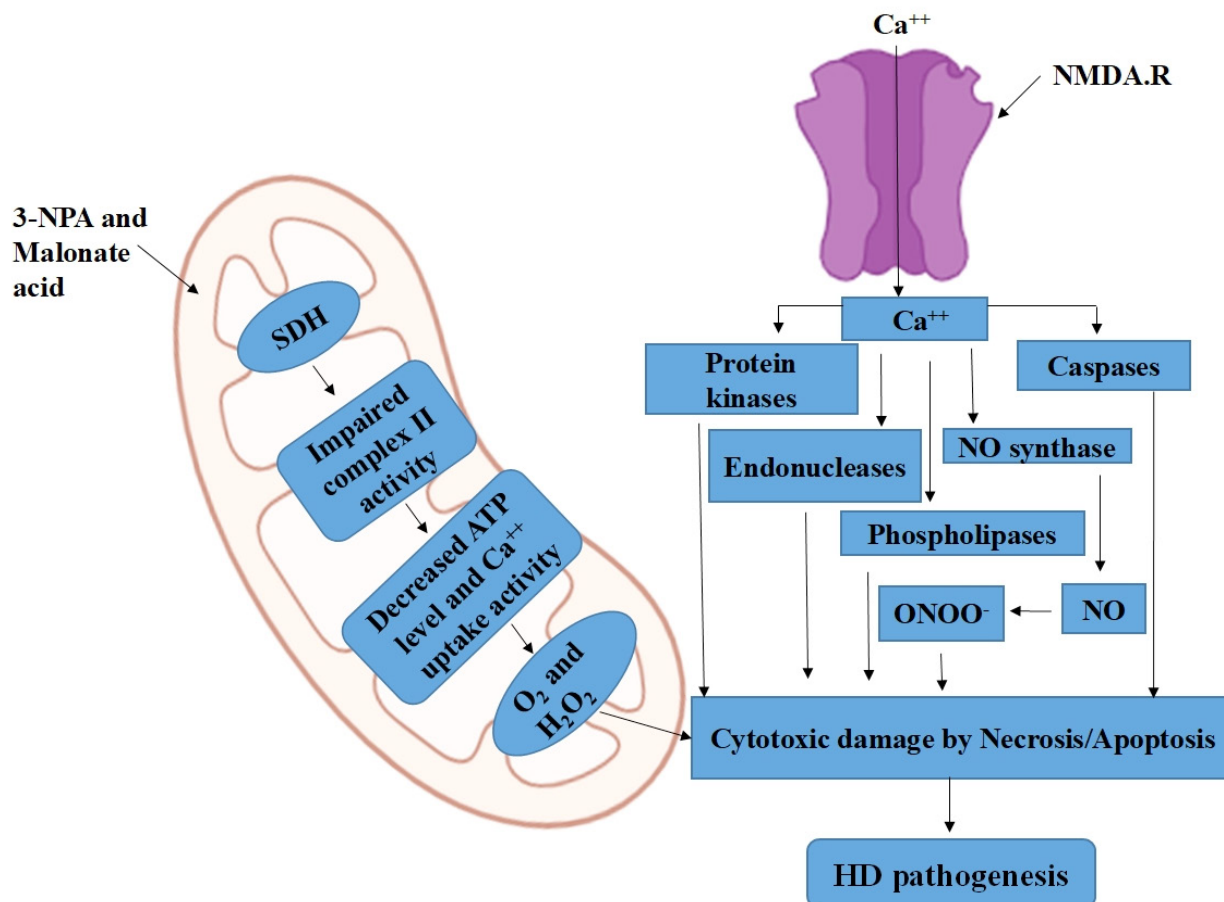 Ca⁺⁺
NMDA.R
3-NPA and
Malonate
acid
SDH
Impaired
complex II
activity
Decreased ATP
level and Ca⁺⁺
uptake activity
O₂ and
H₂O₂
Ca⁺⁺
Protein
kinases
Caspases
Endonucleases
NO synthase
Phospholipases
ONOO⁻
NO
Cytotoxic damage by Necrosis/Apoptosis
HD pathogenesis